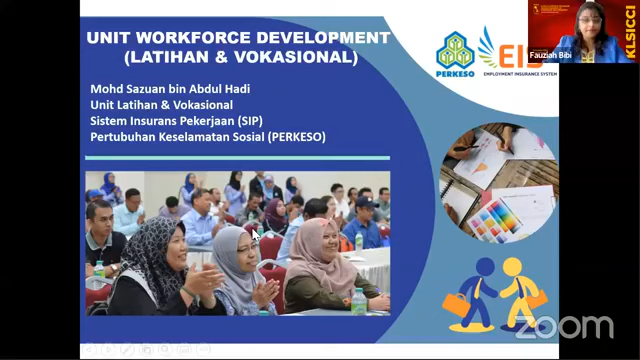 UNIT WORKFORCE DEVELOPMENT
(LATIHAN & VOKASIONAL)
Mohd Sazuan bin Abdul Hadi
Unit Latihan & Vokasional
Sistem Insurans Pekerjaan (SIP)
Pertubuhan Keselamatan Sosial (PERKESO)
PERKESO
EIS
EMPLOYMENT INSURANCE SYSTEM
Fauziah Bibi
KLSICCI
zoom